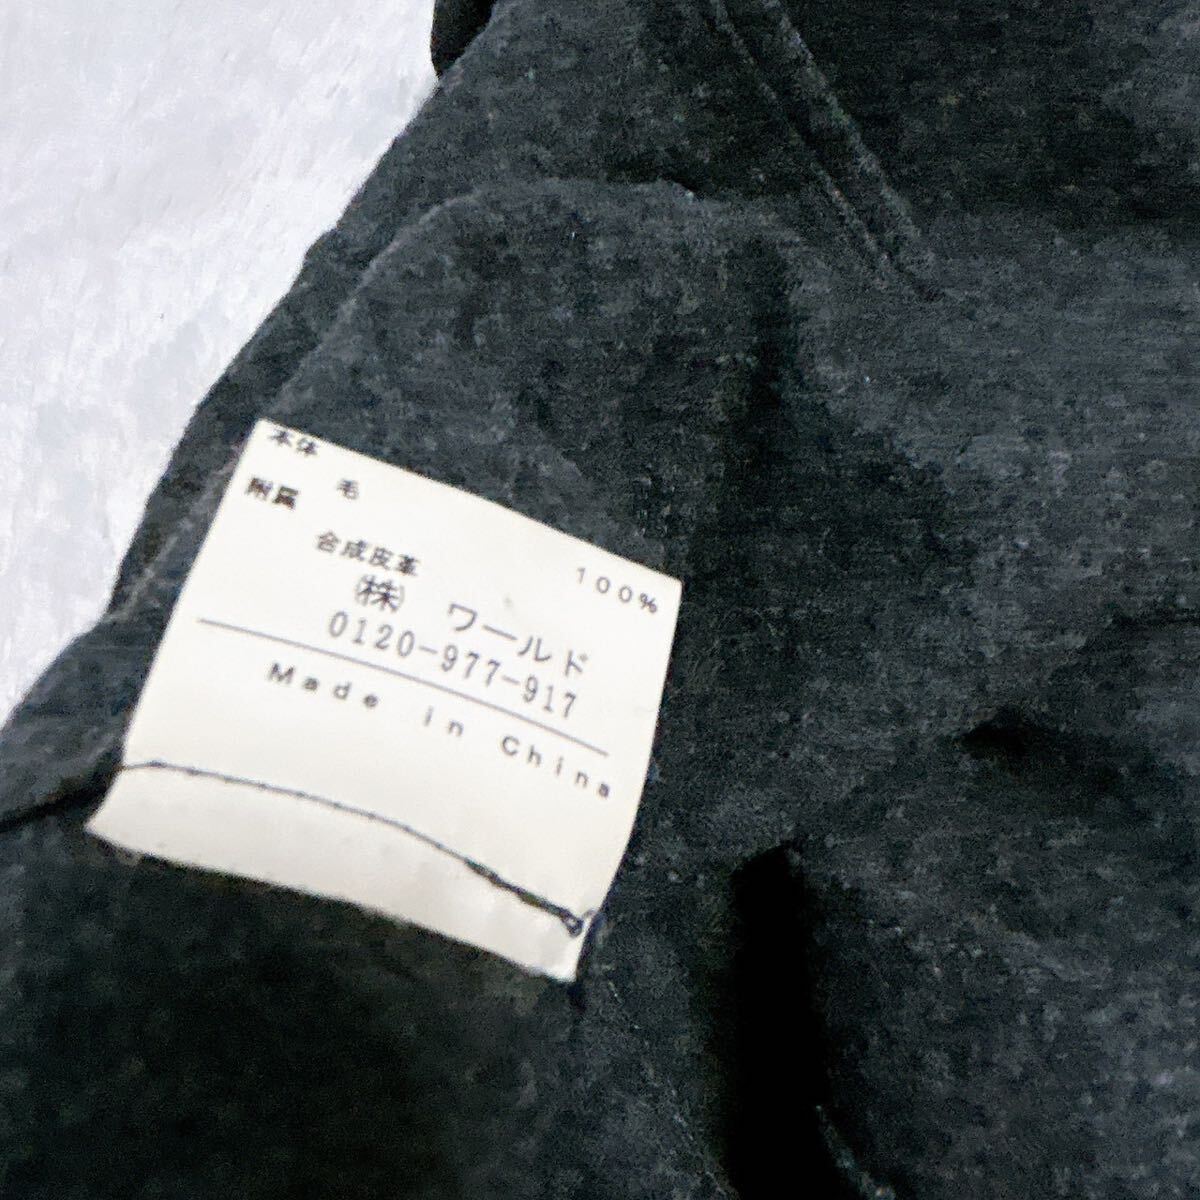 本体
毛 100%
附属
合成皮革
㈱ ワールド
0120-977-917
Made in China